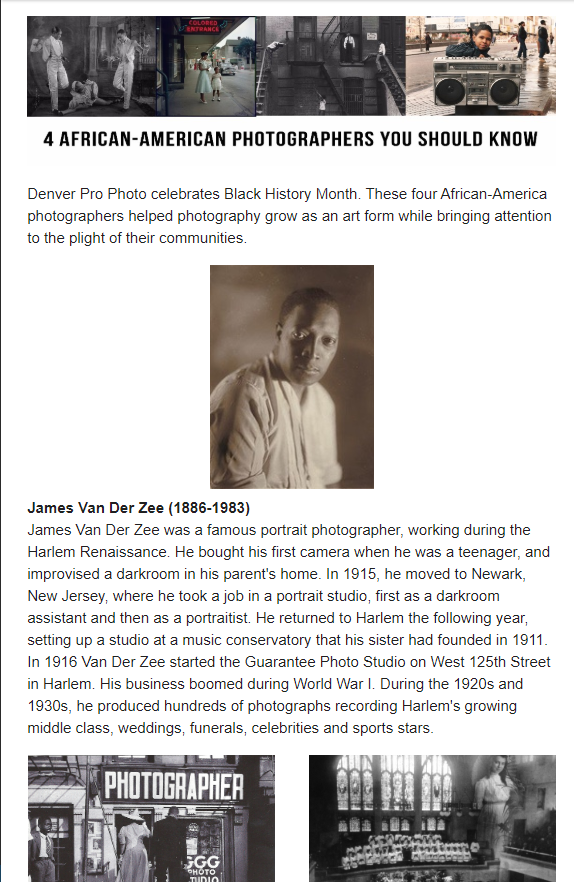 COLORED
ENTRANCE
4 AFRICAN-AMERICAN PHOTOGRAPHERS YOU SHOULD KNOW
Denver Pro Photo celebrates Black History Month. These four African-America
photographers helped photography grow as an art form while bringing attention
to the plight of their communities.
James Van Der Zee (1886-1983)
James Van Der Zee was a famous portrait photographer, working during the
Harlem Renaissance. He bought his first camera when he was a teenager, and
improvised a darkroom in his parent's home. In 1915, he moved to Newark,
New Jersey, where he took a job in a portrait studio, first as a darkroom
assistant and then as a portraitist. He returned to Harlem the following year,
setting up a studio at a music conservatory that his sister had founded in 1911.
In 1916 Van Der Zee started the Guarantee Photo Studio on West 125th Street
in Harlem. His business boomed during World War I. During the 1920s and
1930s, he produced hundreds of photographs recording Harlem's growing
middle class, weddings, funerals, celebrities and sports stars.
PHOTOGRAPHER
GGG
PHOTO
STUDIO